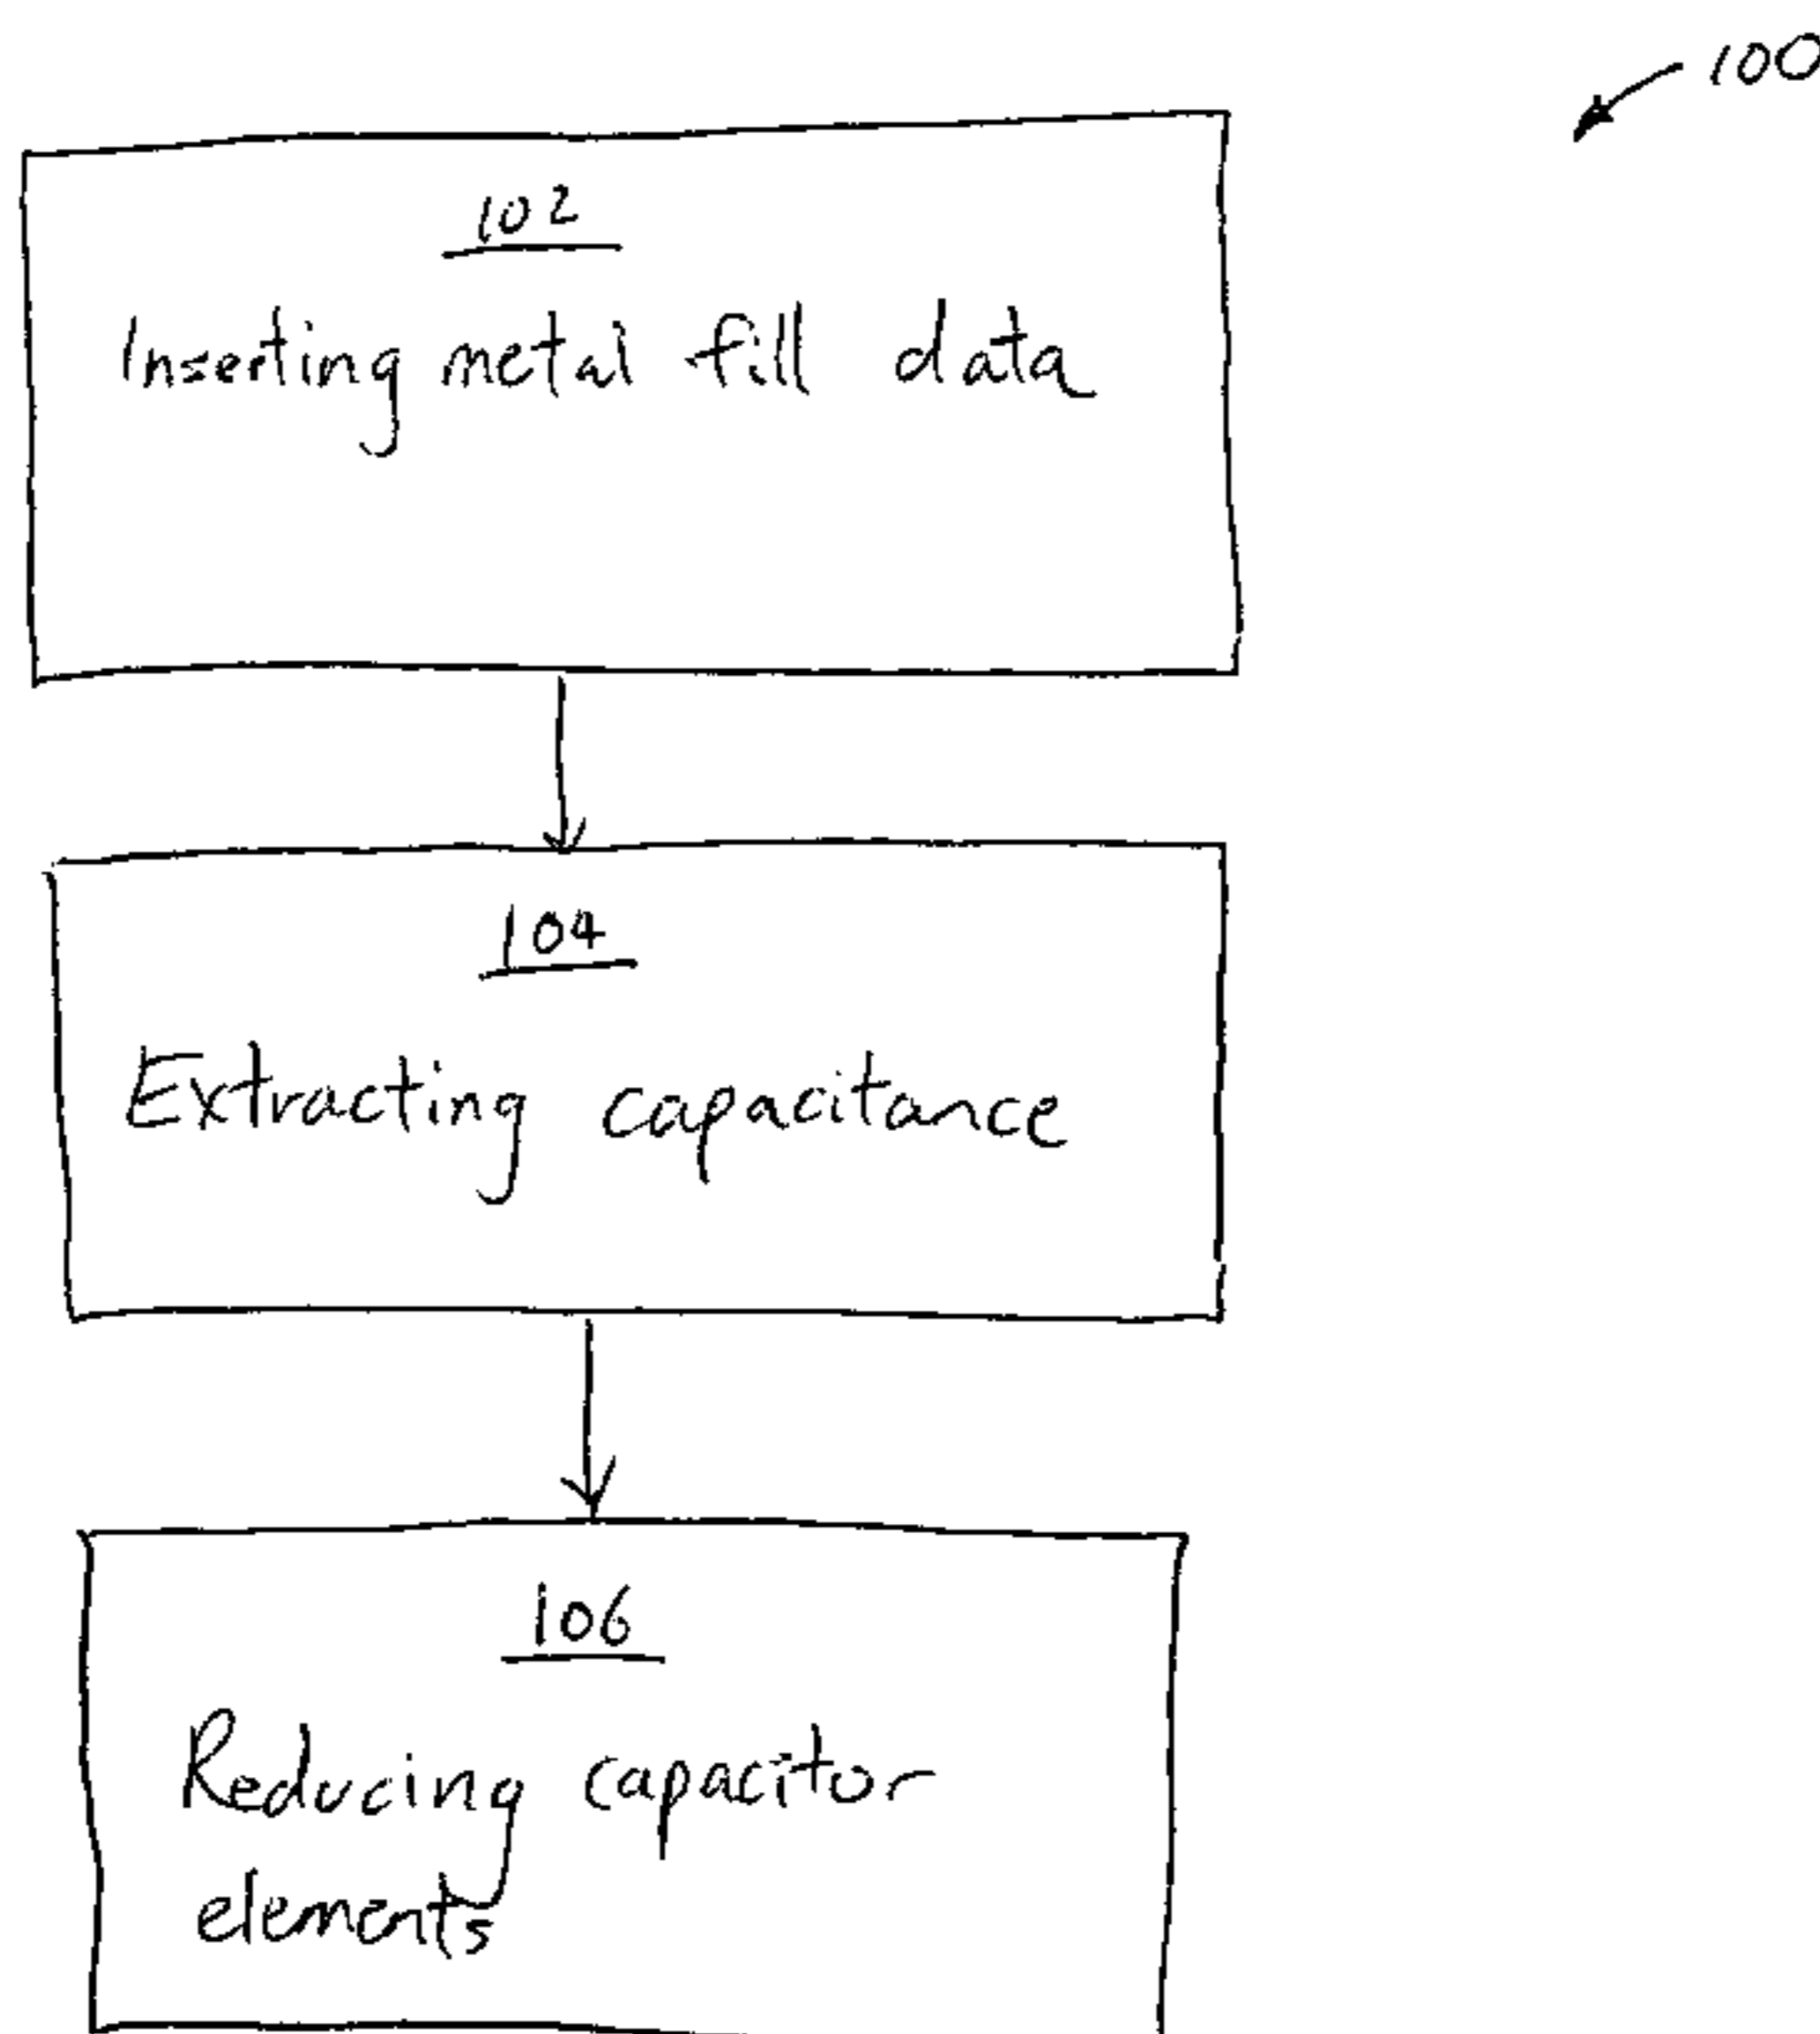 100
102
Inserting metal fill data
104
Extracting capacitance
106
Reducing capacitor
elements